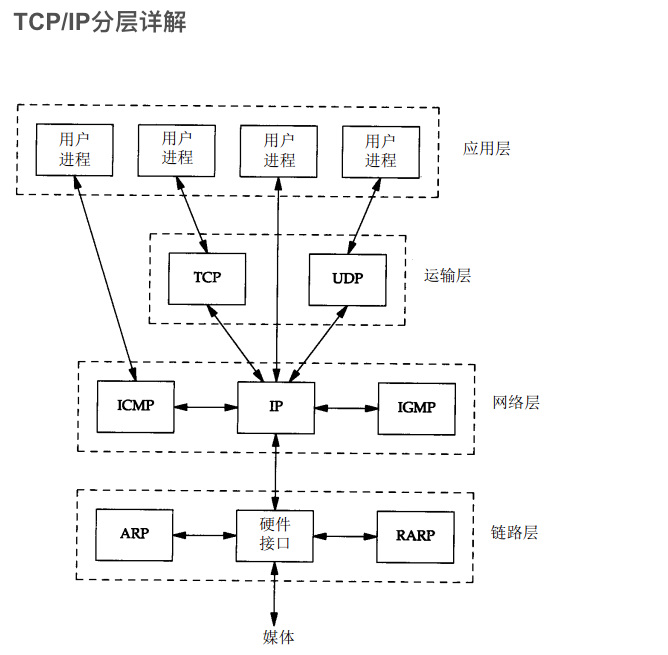 TCP/IP分层详解
用户
进程
用户
进程
用户
进程
用户
进程
应用层
TCP
UDP
运输层
ICMP
IP
IGMP
网络层
ARP
硬件
接口
RARP
链路层
媒体